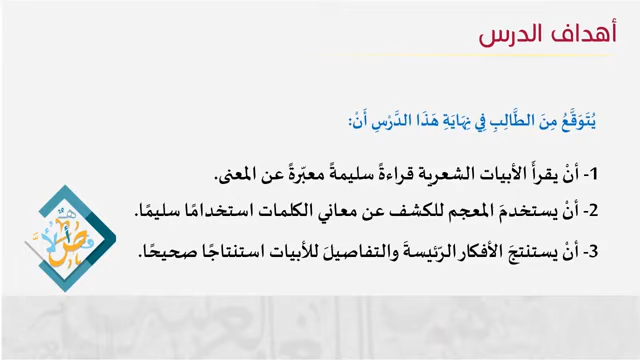 أهداف الدرس
يُتَوَقَّعُ مِنَ الطَّالِبِ فِي نِهَايَةِ هَذَا الدَّرْسِ أَنْ:
1- أنْ يقرأَ الأبيات الشعرية قراءةً سليمةً معبّرةً عن المعنى.
2- أنْ يستخدمَ المعجم للكشف عن معاني الكلمات استخدامًا سليمًا.
3- أنْ يستنتجَ الأفكار الرّئيسةَ والتفاصيلَ للأبيات استنتاجًا صحيحًا.